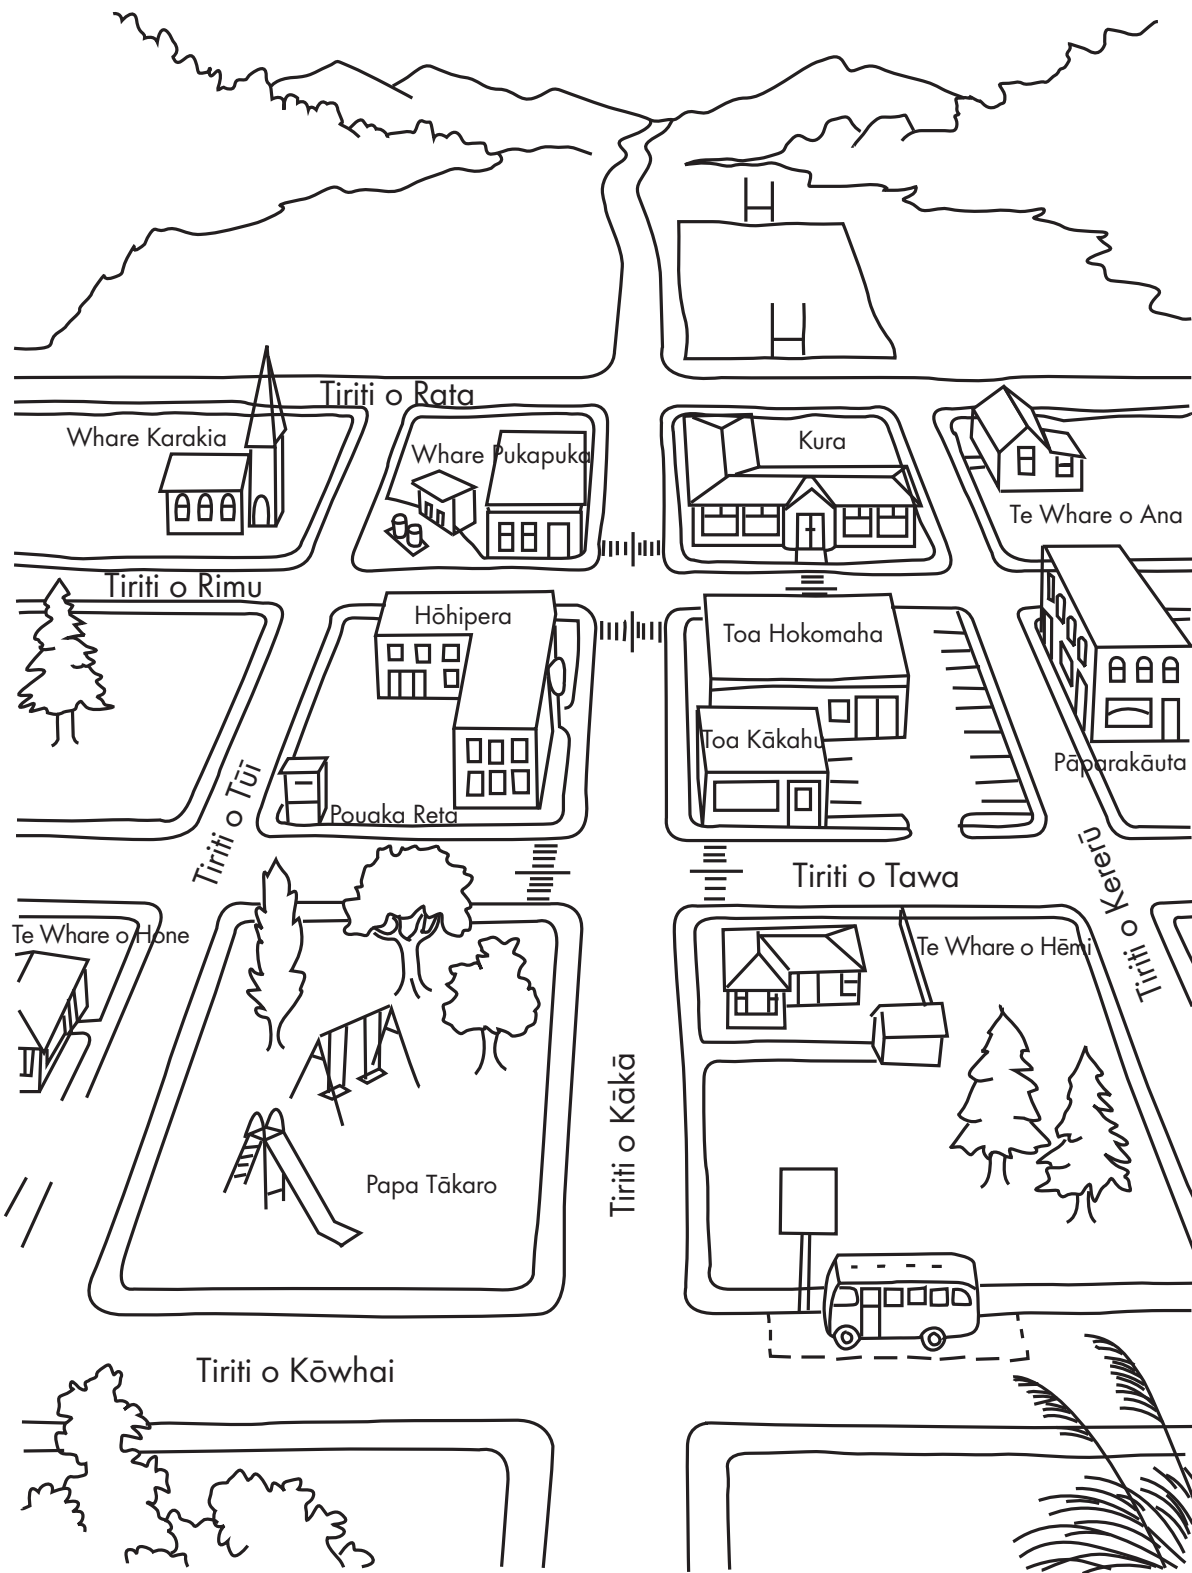 Tiriti o Rata
Whare Karakia
Whare Pukapuka
Kura
Te Whare o Ana
Tiriti o Rimu
Hōhipera
Toa Hokomaha
Toa Kākahu
Pāparakāuta
Tiriti o Tūī
Pouaka Reta
Tiriti o Tawa
Tiriti o Kererū
Te Whare o Hone
Te Whare o Hēmi
Tiriti o Kākā
Papa Tākaro
Tiriti o Kōwhai